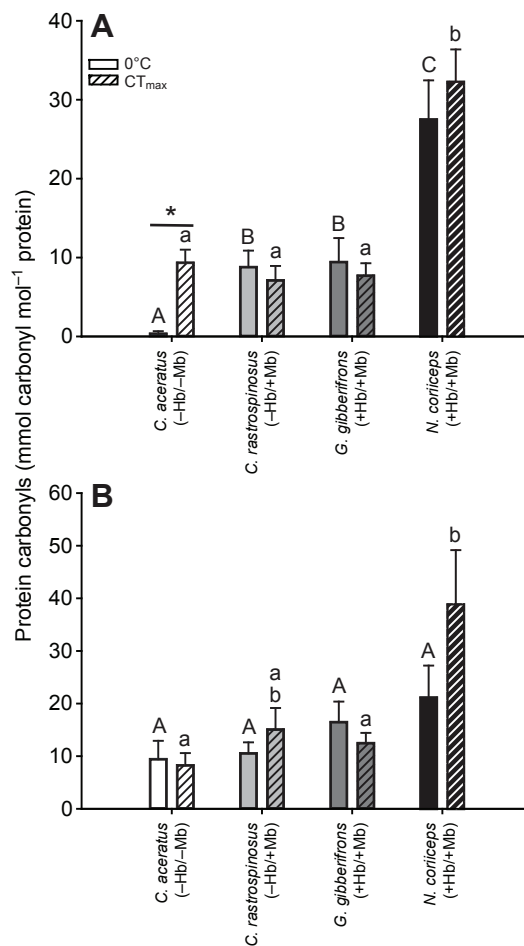 Protein carbonyls (mmol carbonyl mol⁻¹ protein)
A
0°C
CTmax
40
30
20
10
0
A
*
a
B
a
B
a
C
b
C. aceratus
(–Hb/–Mb)
C. rastrospinosus
(–Hb/+Mb)
G. gibberifrons
(+Hb/+Mb)
N. coriiceps
(+Hb/+Mb)
B
60
50
40
30
20
10
0
A
a
A
a
b
A
a
A
b
C. aceratus
(–Hb/–Mb)
C. rastrospinosus
(–Hb/+Mb)
G. gibberifrons
(+Hb/+Mb)
N. coriiceps
(+Hb/+Mb)